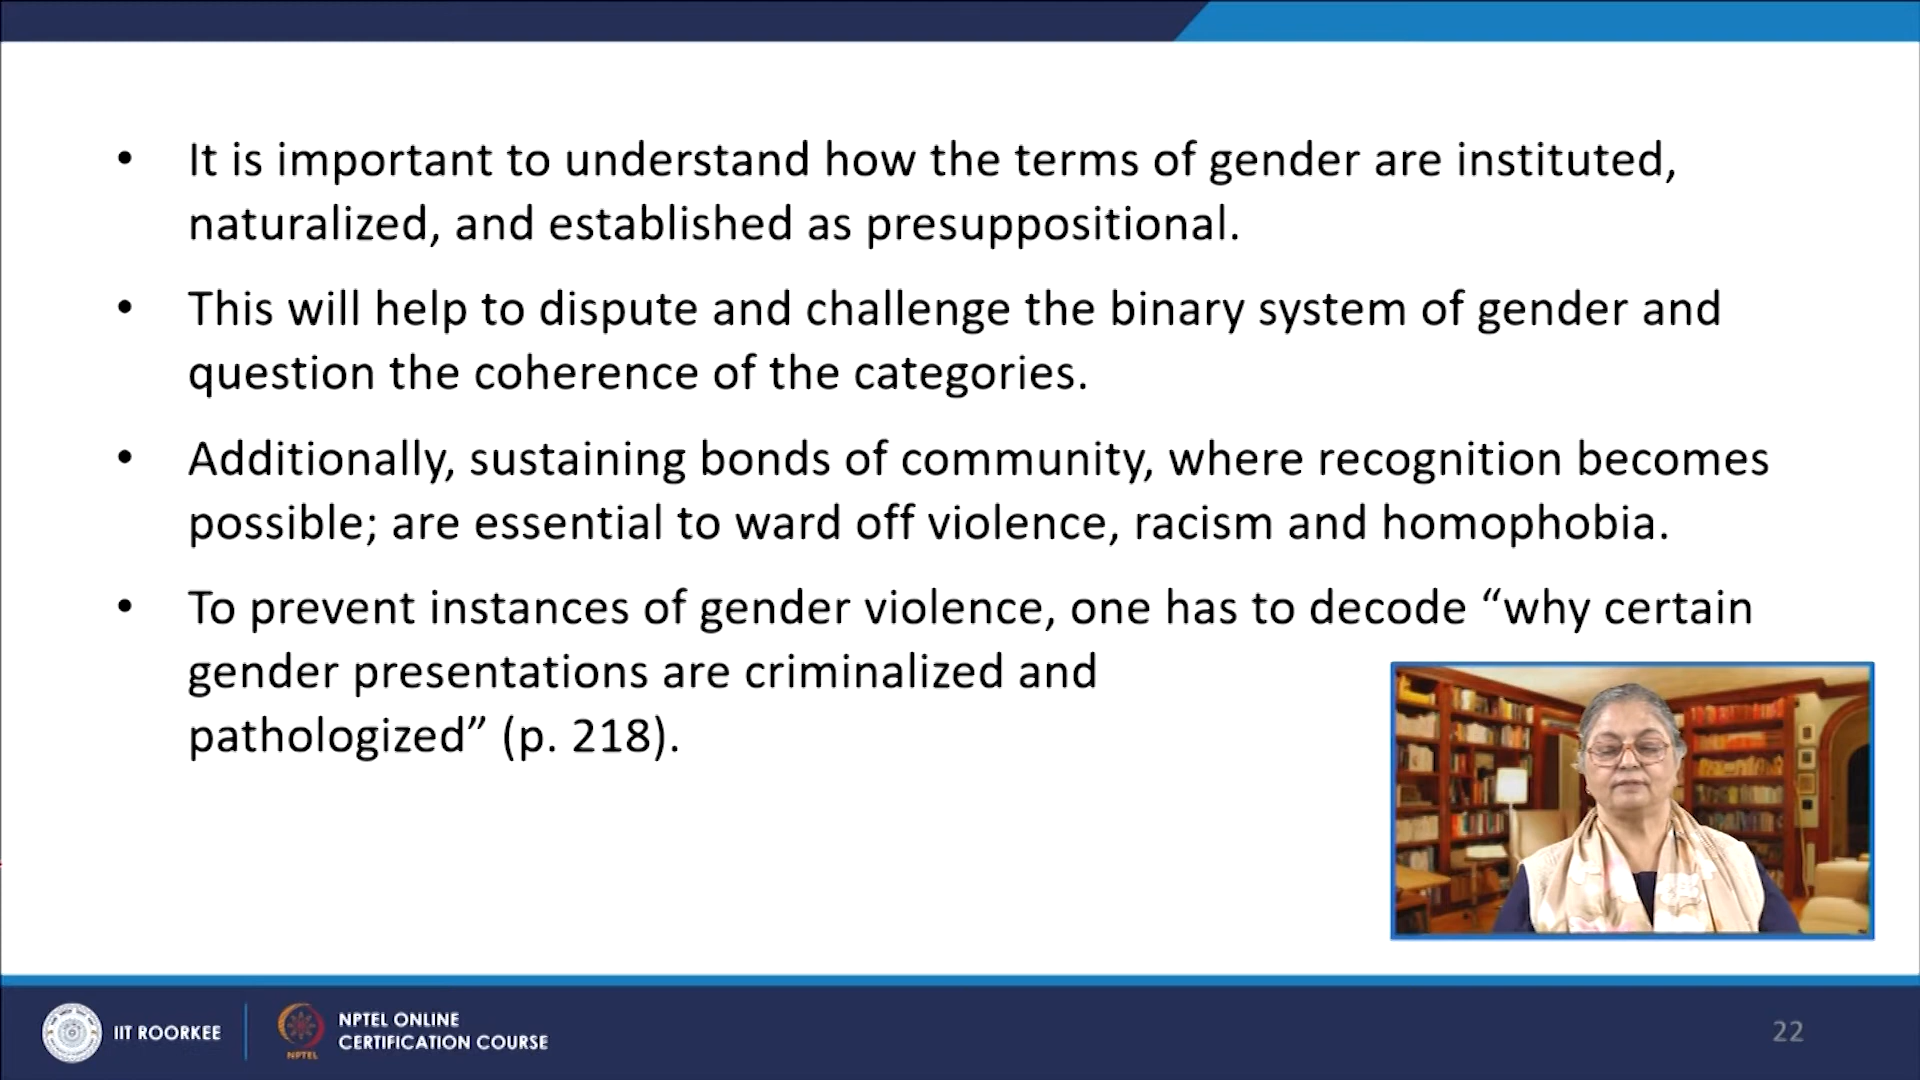 • It is important to understand how the terms of gender are instituted,
naturalized, and established as presuppositional.
• This will help to dispute and challenge the binary system of gender and
question the coherence of the categories.
• Additionally, sustaining bonds of community, where recognition becomes
possible; are essential to ward off violence, racism and homophobia.
• To prevent instances of gender violence, one has to decode “why certain
gender presentations are criminalized and
pathologized” (p. 218).
IIT ROORKEE
NPTEL
NPTEL ONLINE
CERTIFICATION COURSE
22